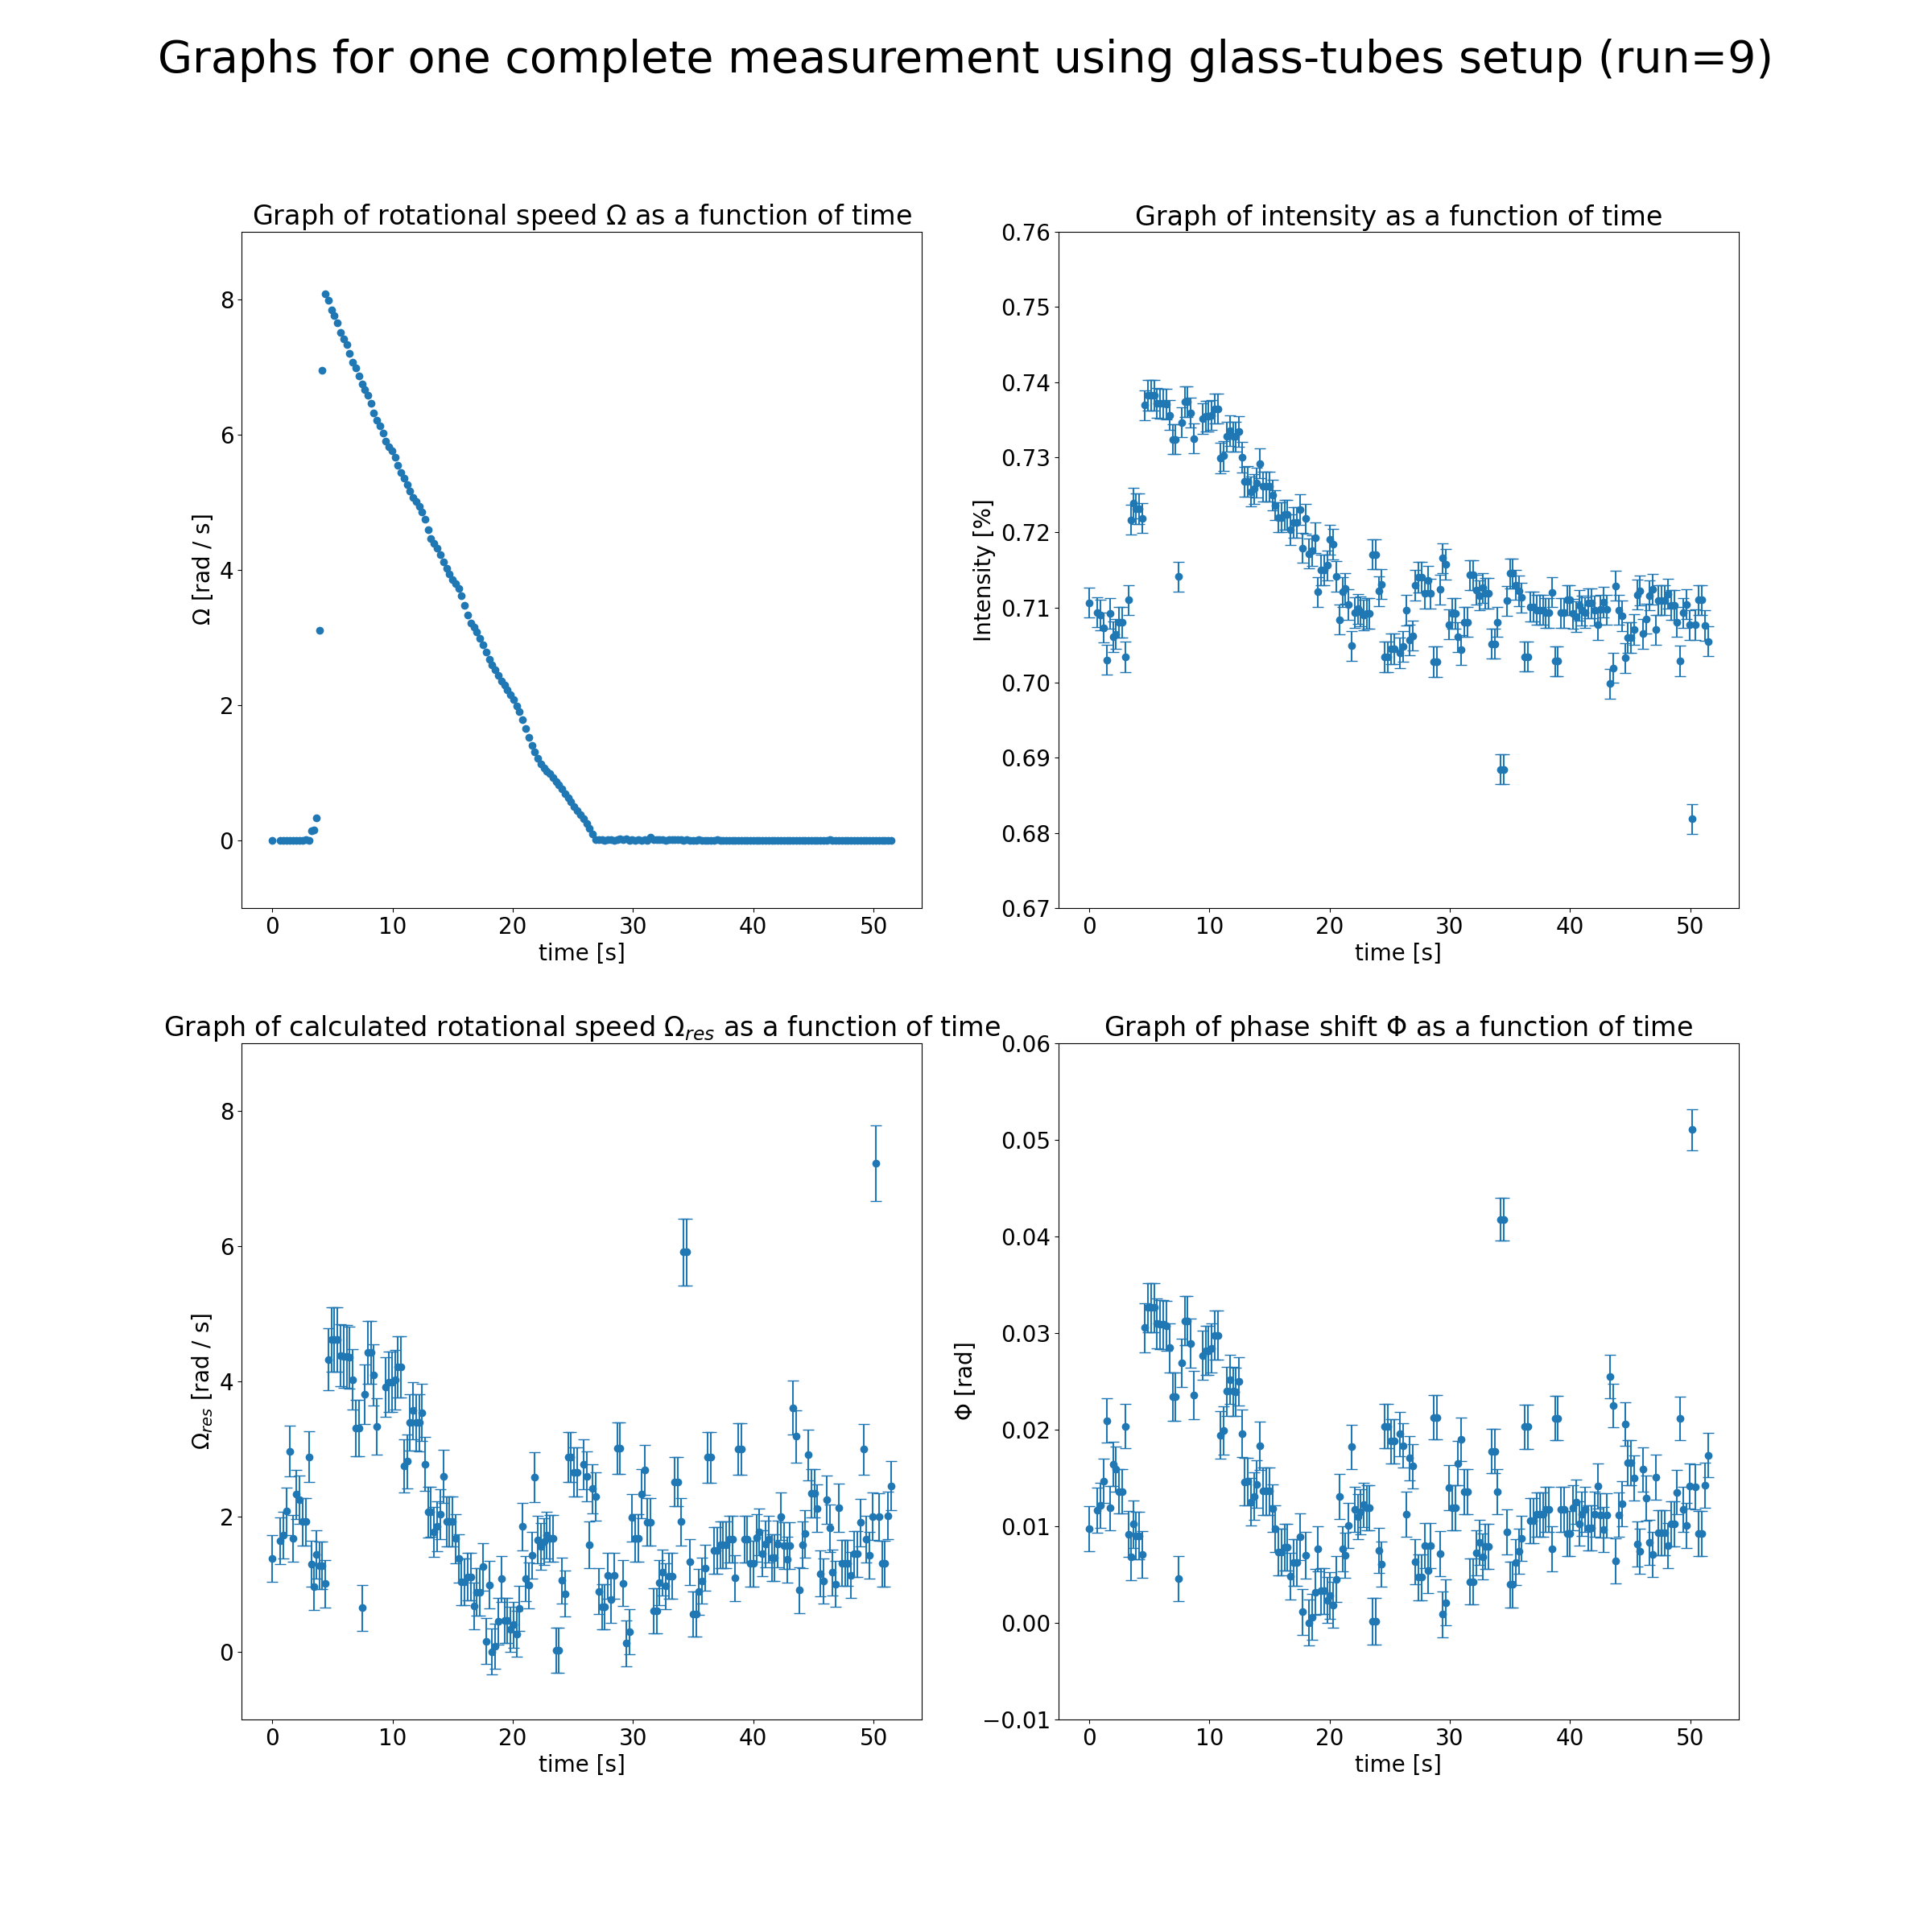 Graphs for one complete measurement using glass-tubes setup (run=9)
Graph of rotational speed Ω as a function of time
Ω [rad / s]
8
6
4
2
0
0 10 20 30 40 50
time [s]
Graph of intensity as a function of time
Intensity [%]
0.76
0.75
0.74
0.73
0.72
0.71
0.70
0.69
0.68
0.67
0 10 20 30 40 50
time [s]
Graph of calculated rotational speed Ωres as a function of time
Ωres [rad / s]
8
6
4
2
0
0 10 20 30 40 50
time [s]
Graph of phase shift Φ as a function of time
Φ [rad]
0.06
0.05
0.04
0.03
0.02
0.01
0.00
−0.01
0 10 20 30 40 50
time [s]